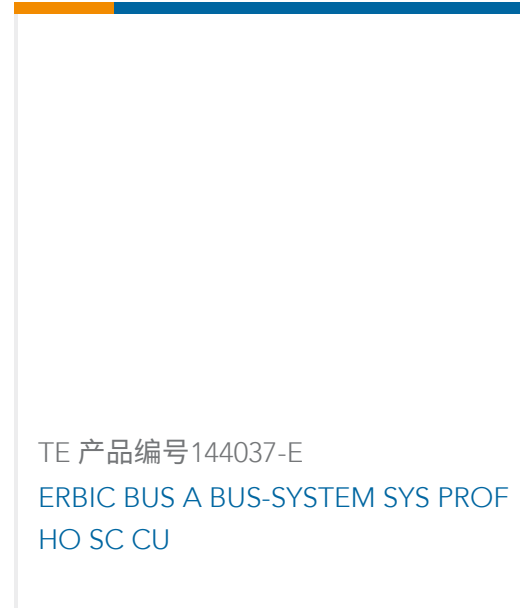 TE 产品编号144037-E
ERBIC BUS A BUS-SYSTEM SYS PROF
HO SC CU